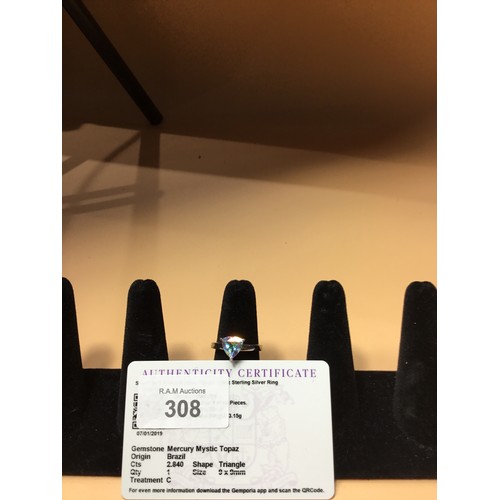 AUTHENTICITY CERTIFICATE
Sterling Silver Ring
R.A.M Auctions
308
Pieces.
3.15g
07/01/2019
Gemstone Mercury Mystic Topaz
Origin Brazil
Cts 2.840 Shape Triangle
Qty 1 Size 9 x 9mm
Treatment C
For even more information download the Gemporia app and scan the QRCode.